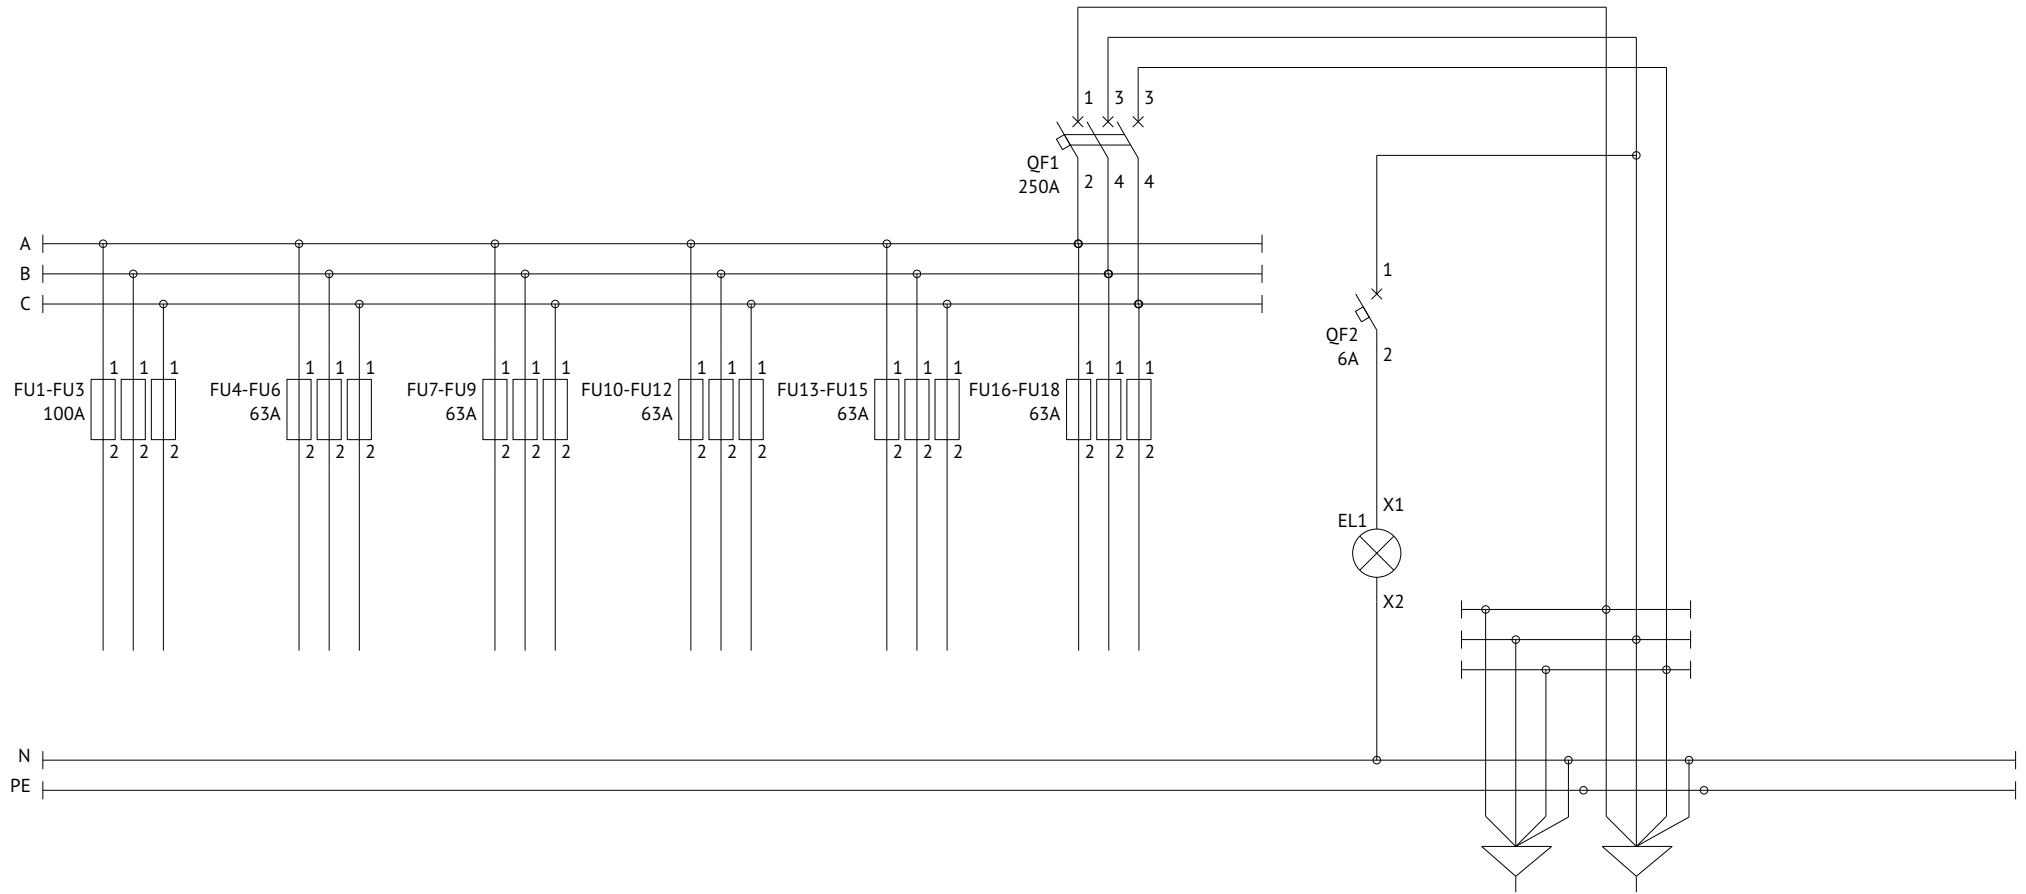 1 3 3
QF1
250A
2 4 4
A
B
C
1
QF2
6A
2
1 1 1 1 1 1 1 1 1 1 1 1 1 1 1 1 1 1
FU1-FU3 FU4-FU6 FU7-FU9 FU10-FU12 FU13-FU15 FU16-FU18
100A 63A 63A 63A 63A 63A
2 2 2 2 2 2 2 2 2 2 2 2 2 2 2 2 2 2
X1
EL1
X2
N
PE